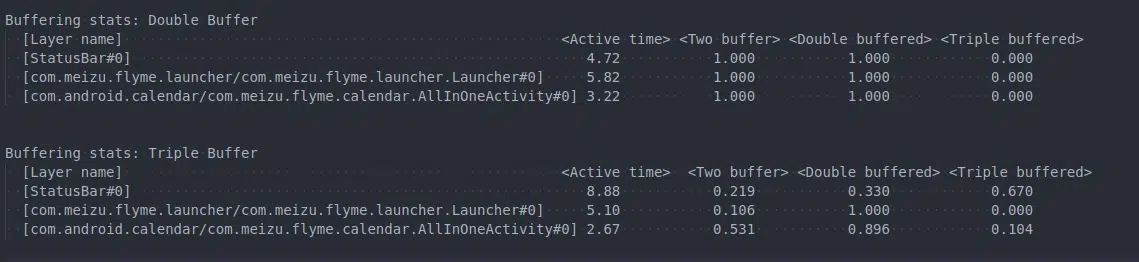 Buffering stats: Double Buffer
[Layer name] <Active time> <Two buffer> <Double buffered> <Triple buffered>
[StatusBar#0] 4.72 1.000 1.000 0.000
[com.meizu.flyme.launcher/com.meizu.flyme.launcher.Launcher#0] 5.82 1.000 1.000 0.000
[com.android.calendar/com.meizu.flyme.calendar.AllInOneActivity#0] 3.22 1.000 1.000 0.000
Buffering stats: Triple Buffer
[Layer name] <Active time> <Two buffer> <Double buffered> <Triple buffered>
[StatusBar#0] 8.88 0.219 0.330 0.670
[com.meizu.flyme.launcher/com.meizu.flyme.launcher.Launcher#0] 5.10 0.106 1.000 0.000
[com.android.calendar/com.meizu.flyme.calendar.AllInOneActivity#0] 2.67 0.531 0.896 0.104